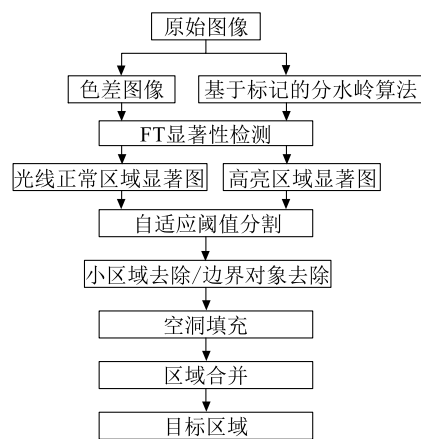 原始图像
色差图像
基于标记的分水岭算法
FT显著性检测
光线正常区域显著图
高亮区域显著图
自适应阈值分割
小区域去除/边界对象去除
空洞填充
区域合并
目标区域